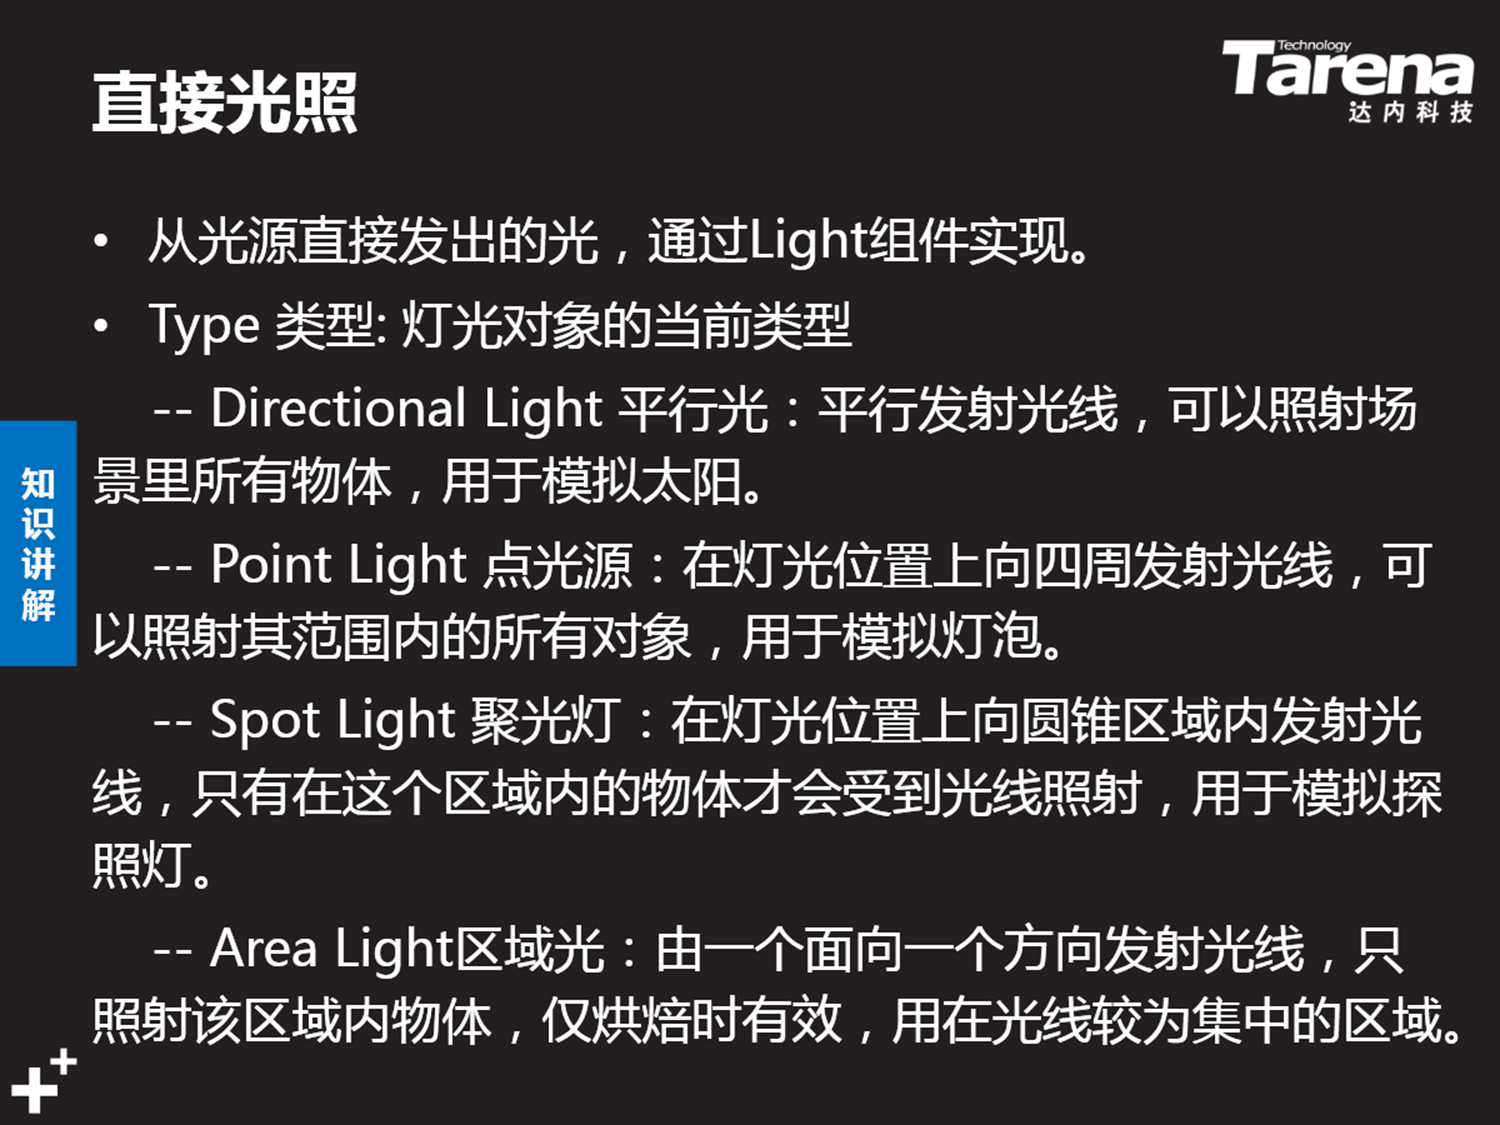 直接光照
Technology
Tarena
达内科技
• 从光源直接发出的光，通过Light组件实现。
• Type 类型: 灯光对象的当前类型
-- Directional Light 平行光：平行发射光线，可以照射场
景里所有物体，用于模拟太阳。
-- Point Light 点光源：在灯光位置上向四周发射光线，可
以照射其范围内的所有对象，用于模拟灯泡。
-- Spot Light 聚光灯：在灯光位置上向圆锥区域内发射光
线，只有在这个区域内的物体才会受到光线照射，用于模拟探
照灯。
-- Area Light区域光：由一个面向一个方向发射光线，只
照射该区域内物体，仅烘焙时有效，用在光线较为集中的区域。
知识讲解